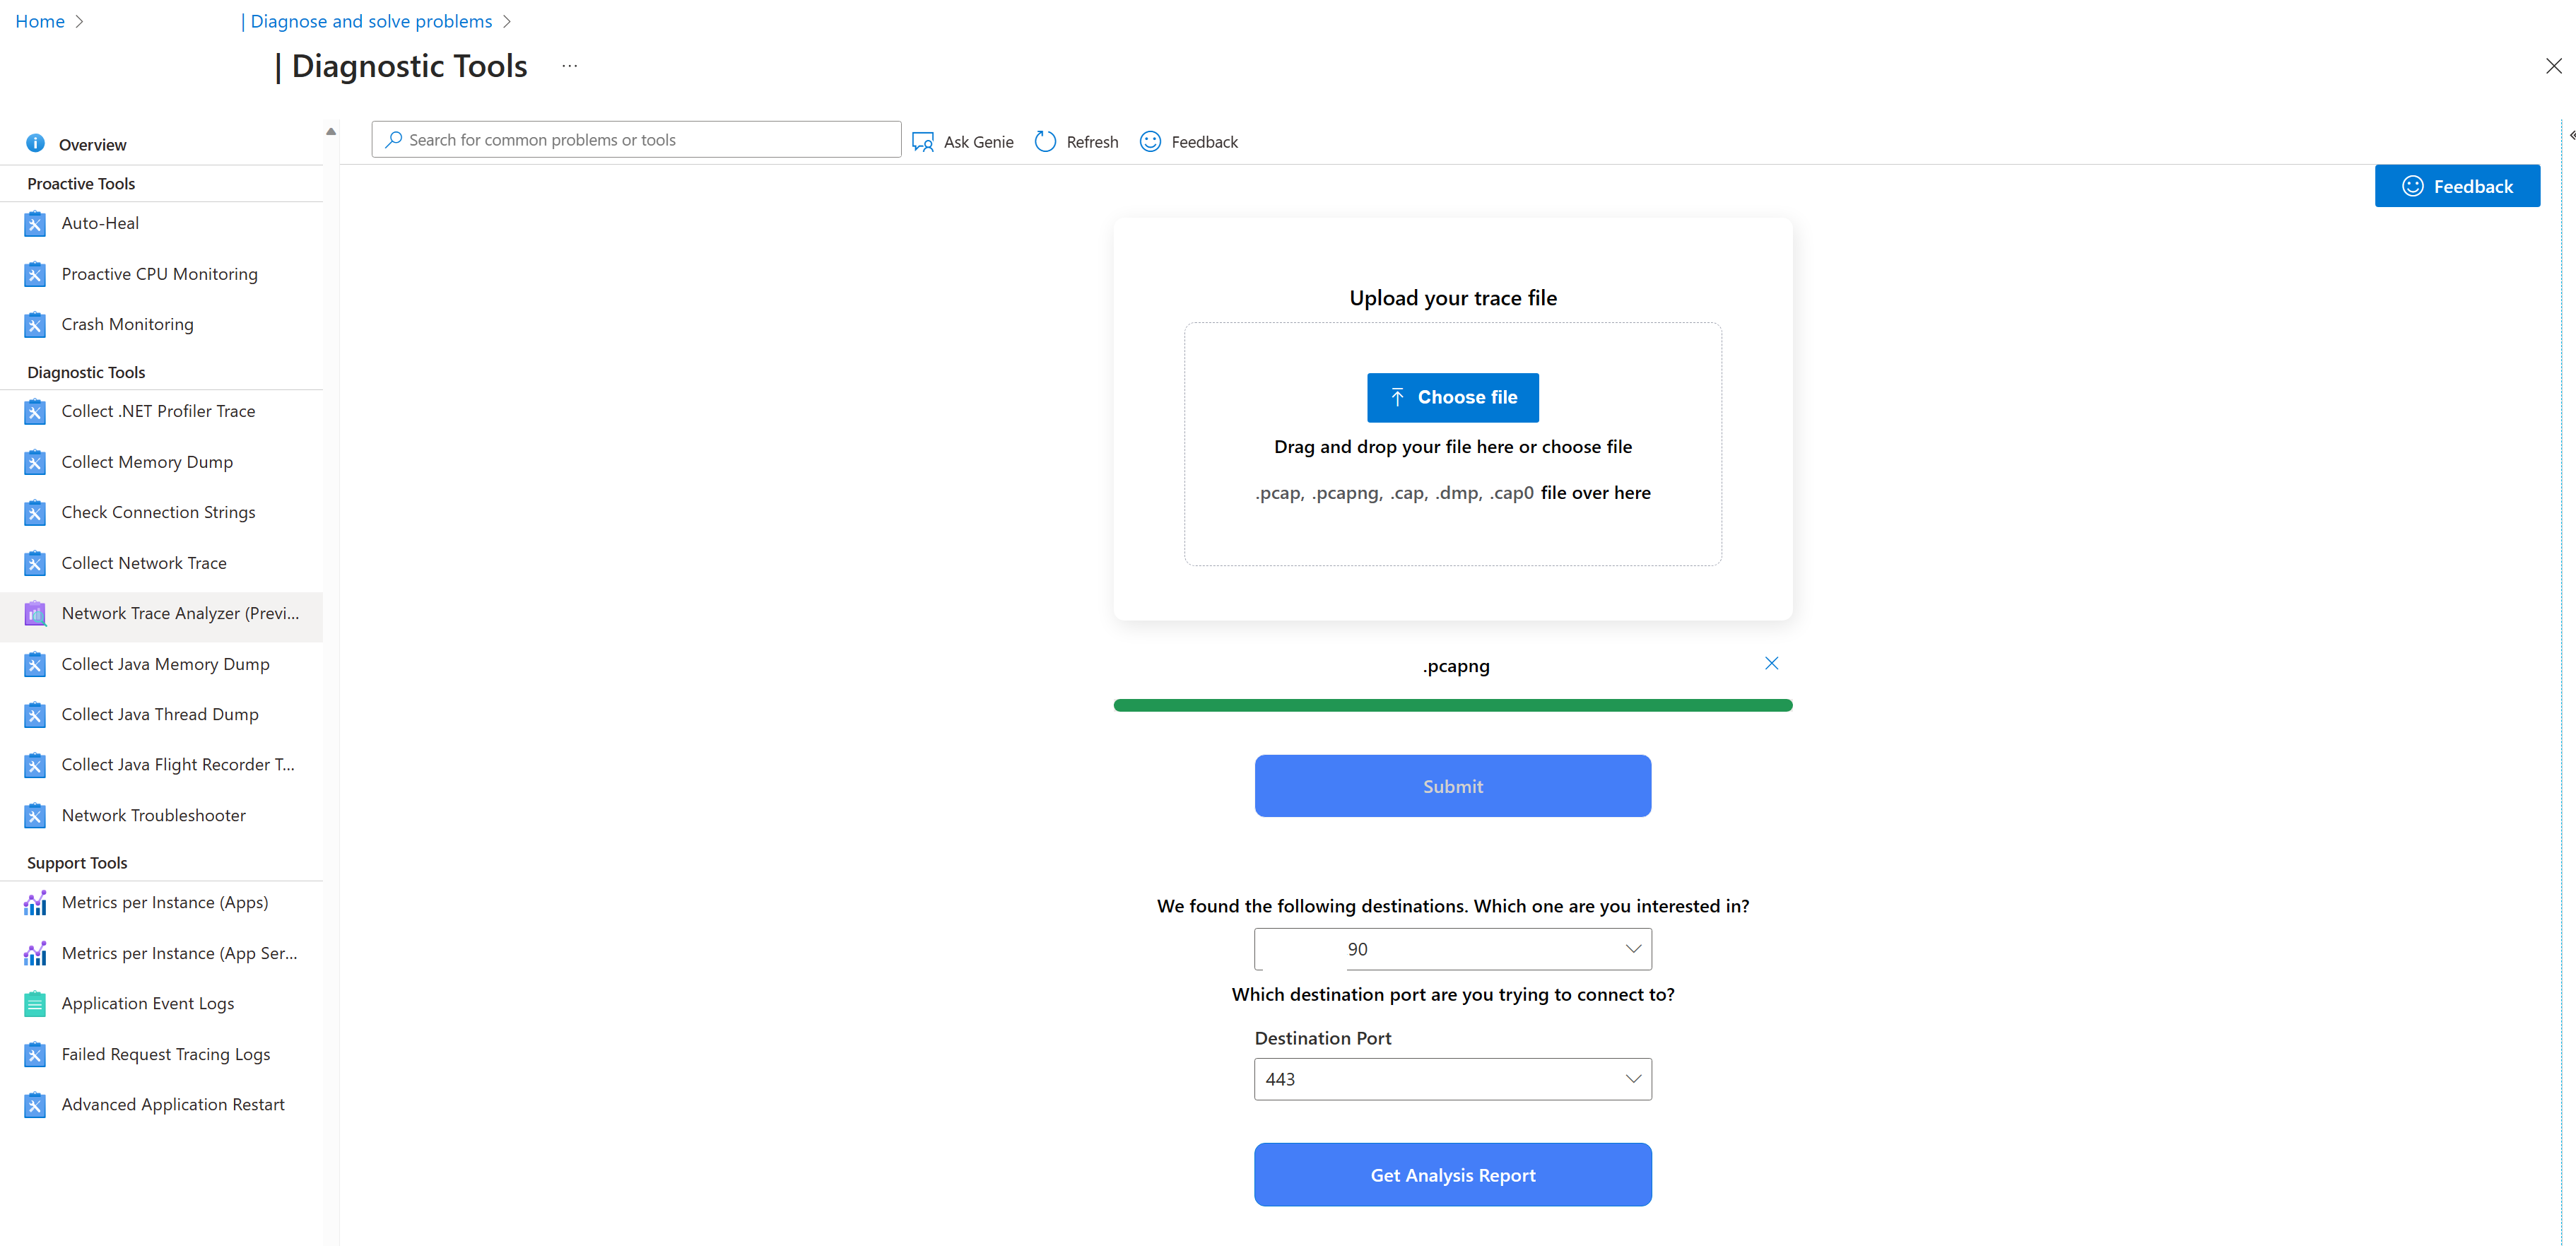 Home
| Diagnose and solve problems
| Diagnostic Tools
...
Overview
Proactive Tools
Auto-Heal
Proactive CPU Monitoring
Crash Monitoring
Diagnostic Tools
Collect .NET Profiler Trace
Collect Memory Dump
Check Connection Strings
Collect Network Trace
Network Trace Analyzer (Previ...
Collect Java Memory Dump
Collect Java Thread Dump
Collect Java Flight Recorder T...
Network Troubleshooter
Support Tools
Metrics per Instance (Apps)
Metrics per Instance (App Ser...
Application Event Logs
Failed Request Tracing Logs
Advanced Application Restart
Search for common problems or tools
Ask Genie
Refresh
Feedback
Feedback
Upload your trace file
Choose file
Drag and drop your file here or choose file
.pcap, .pcapng, .cap, .dmp, .cap0 file over here
.pcapng
Submit
We found the following destinations. Which one are you interested in?
90
Which destination port are you trying to connect to?
Destination Port
443
Get Analysis Report